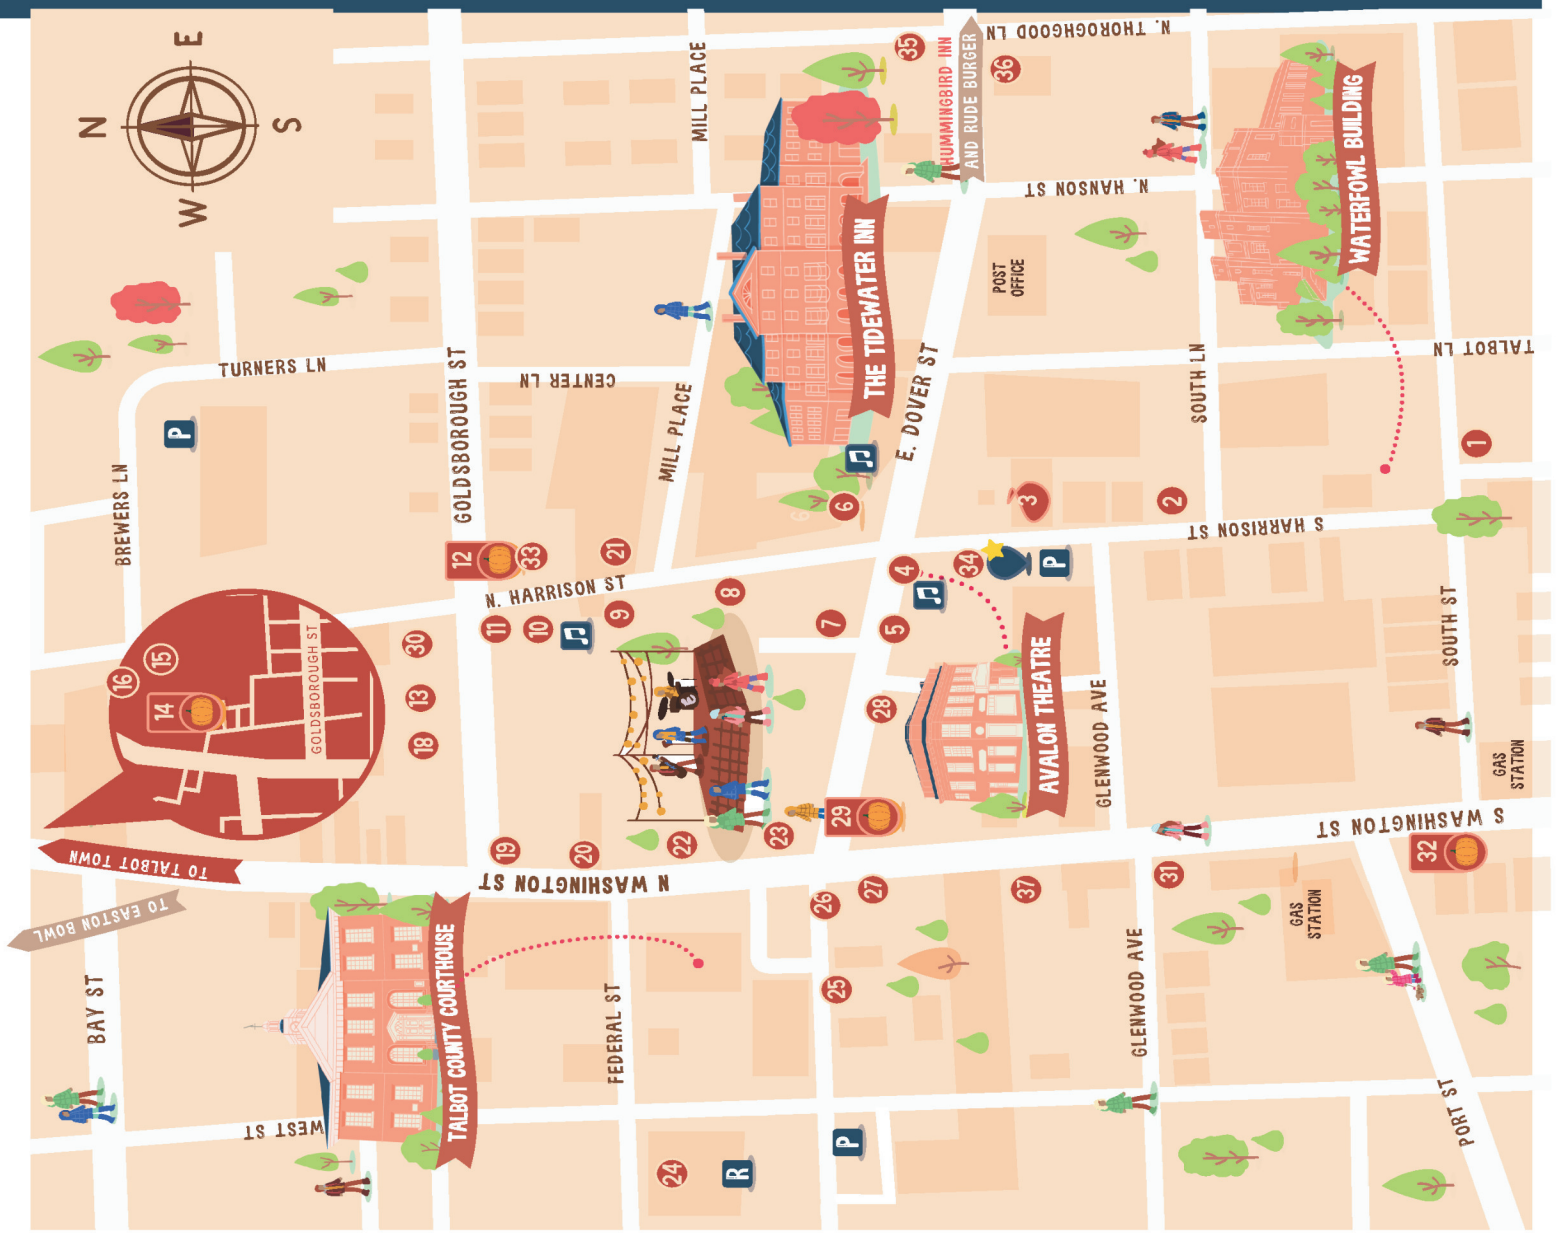 TO EASTON BOWL
BAY ST
TO TALBOT TOWN
W
N
E
S
16
15
14
BREWERS LN
P
TURNERS LN
GOLDSBOROUGH ST
WEST ST
TALBOT COUNTY COURTHOUSE
18
13
30
12
GOLDSBOROUGH ST
33
19
11
N. HARRISON ST
10
20
N WASHINGTON ST
CENTER LN
FEDERAL ST
9
21
24
22
MILL PLACE
MILL PLACE
R
8
23
26
25
P
29
7
6
6
THE TIDEWATER INN
27
28
5
4
E. DOVER ST
35
HUMMINGBIRD INN
AND RUDE BURGER
34
37
AVALON THEATRE
P
3
POST
OFFICE
36
N. THOROGHGOOD LN
N. HANSON ST
GLENWOOD AVE
GLENWOOD AVE
31
2
SOUTH LN
S HARRISON ST
GAS
STATION
WATERFOWL BUILDING
S WASHINGTON ST
32
PORT ST
SOUTH ST
1
TALBOT LN
GAS
STATION